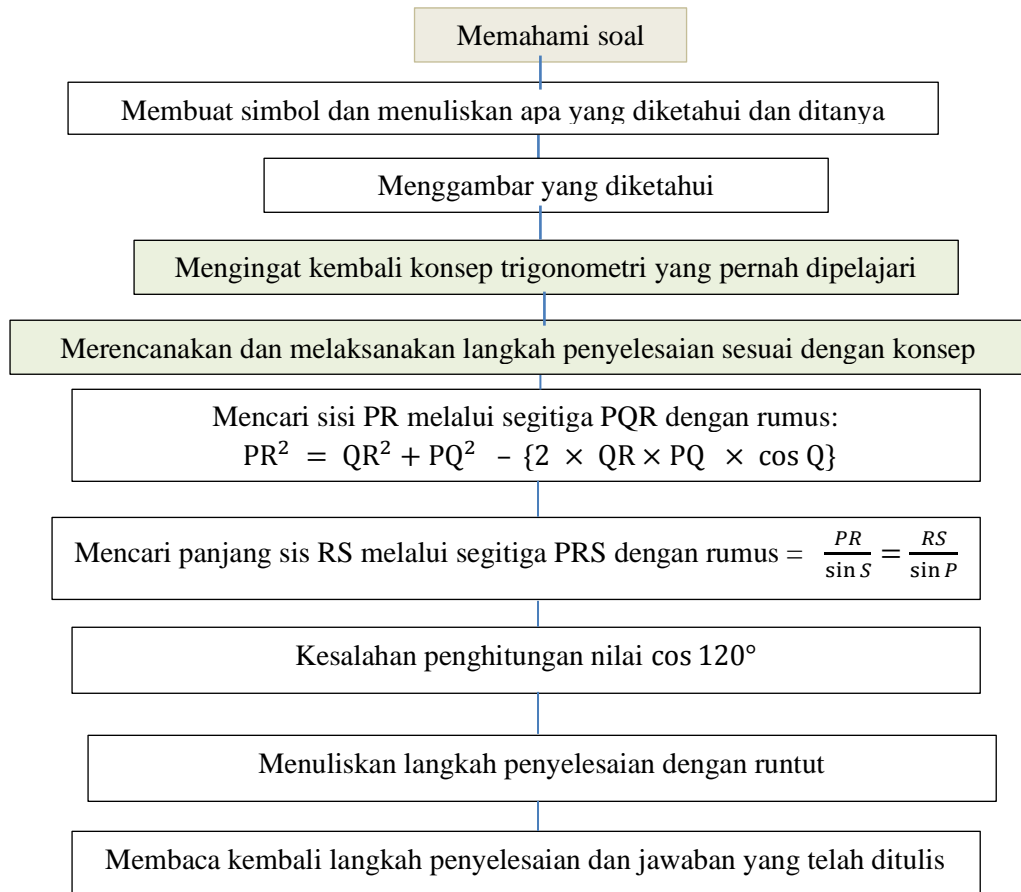 Memahami soal
Membuat simbol dan menuliskan apa yang diketahui dan ditanya
Menggambar yang diketahui
Mengingat kembali konsep trigonometri yang pernah dipelajari
Merencanakan dan melaksanakan langkah penyelesaian sesuai dengan konsep
Mencari sisi PR melalui segitiga PQR dengan rumus:
PR² = QR² + PQ² – {2 × QR × PQ × cos Q}
Mencari panjang sis RS melalui segitiga PRS dengan rumus = PR/sin S = RS/sin P
Kesalahan penghitungan nilai cos 120°
Menuliskan langkah penyelesaian dengan runtut
Membaca kembali langkah penyelesaian dan jawaban yang telah ditulis